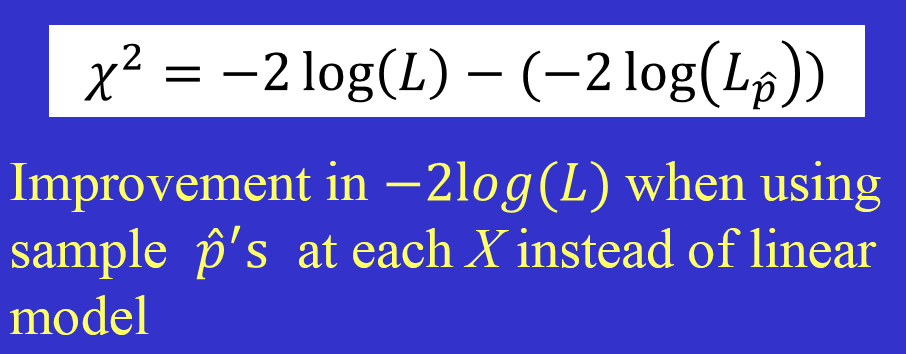 χ² = −2 log(L) − (−2 log(L_p̂))
Improvement in −2log(L) when using
sample p̂'s at each X instead of linear
model